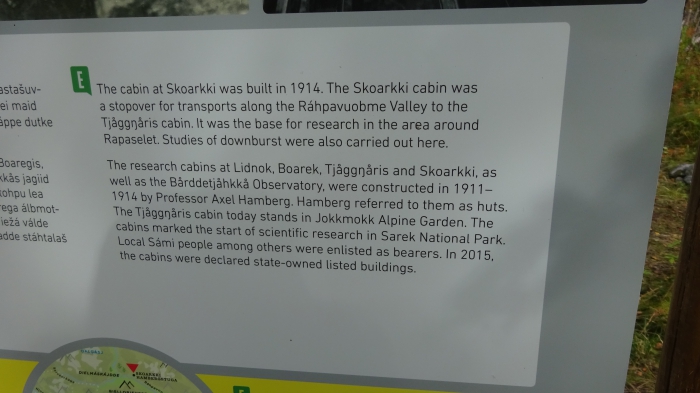 astašuv-
ei maid
áppe dutke
Boaregis,
kkås jagiid
tohpu lea
rega álbmot-
iežá válde
adde stáhtalaš
E
The cabin at Skoarkki was built in 1914. The Skoarkki cabin was
a stopover for transports along the Ráhpavuobme Valley to the
Tjåggŋåris cabin. It was the base for research in the area around
Rapaselet. Studies of downburst were also carried out here.
The research cabins at Lidnok, Boarek, Tjåggŋåris and Skoarkki, as
well as the Bårddetjåhkkå Observatory, were constructed in 1911–
1914 by Professor Axel Hamberg. Hamberg referred to them as huts.
The Tjåggŋåris cabin today stands in Jokkmokk Alpine Garden. The
cabins marked the start of scientific research in Sarek National Park.
Local Sámi people among others were enlisted as bearers. In 2015,
the cabins were declared state-owned listed buildings.
SKOARKKI